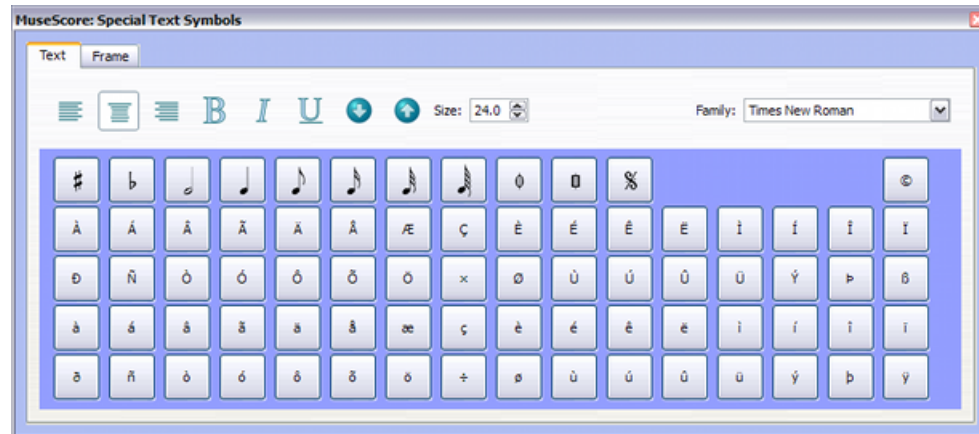 MuseScore: Special Text Symbols
Text Frame
B I U Size: 24.0 Family: Times New Roman
♯ ♭ 𝅗𝅥 𝅘𝅥 𝅘𝅥𝅮 𝅘𝅥𝅯 𝅘𝅥𝅰 𝅘𝅥𝅱 𝄋 ©
À Á Â Ã Ä Å Æ Ç È É Ê Ë Ì Í Î Ï
Ð Ñ Ò Ó Ô Õ Ö × Ø Ù Ú Û Ü Ý Þ ß
à á â ã ä å æ ç è é ê ë ì í î ï
ð ñ ò ó ô õ ö ÷ ø ù ú û ü ý þ ÿ